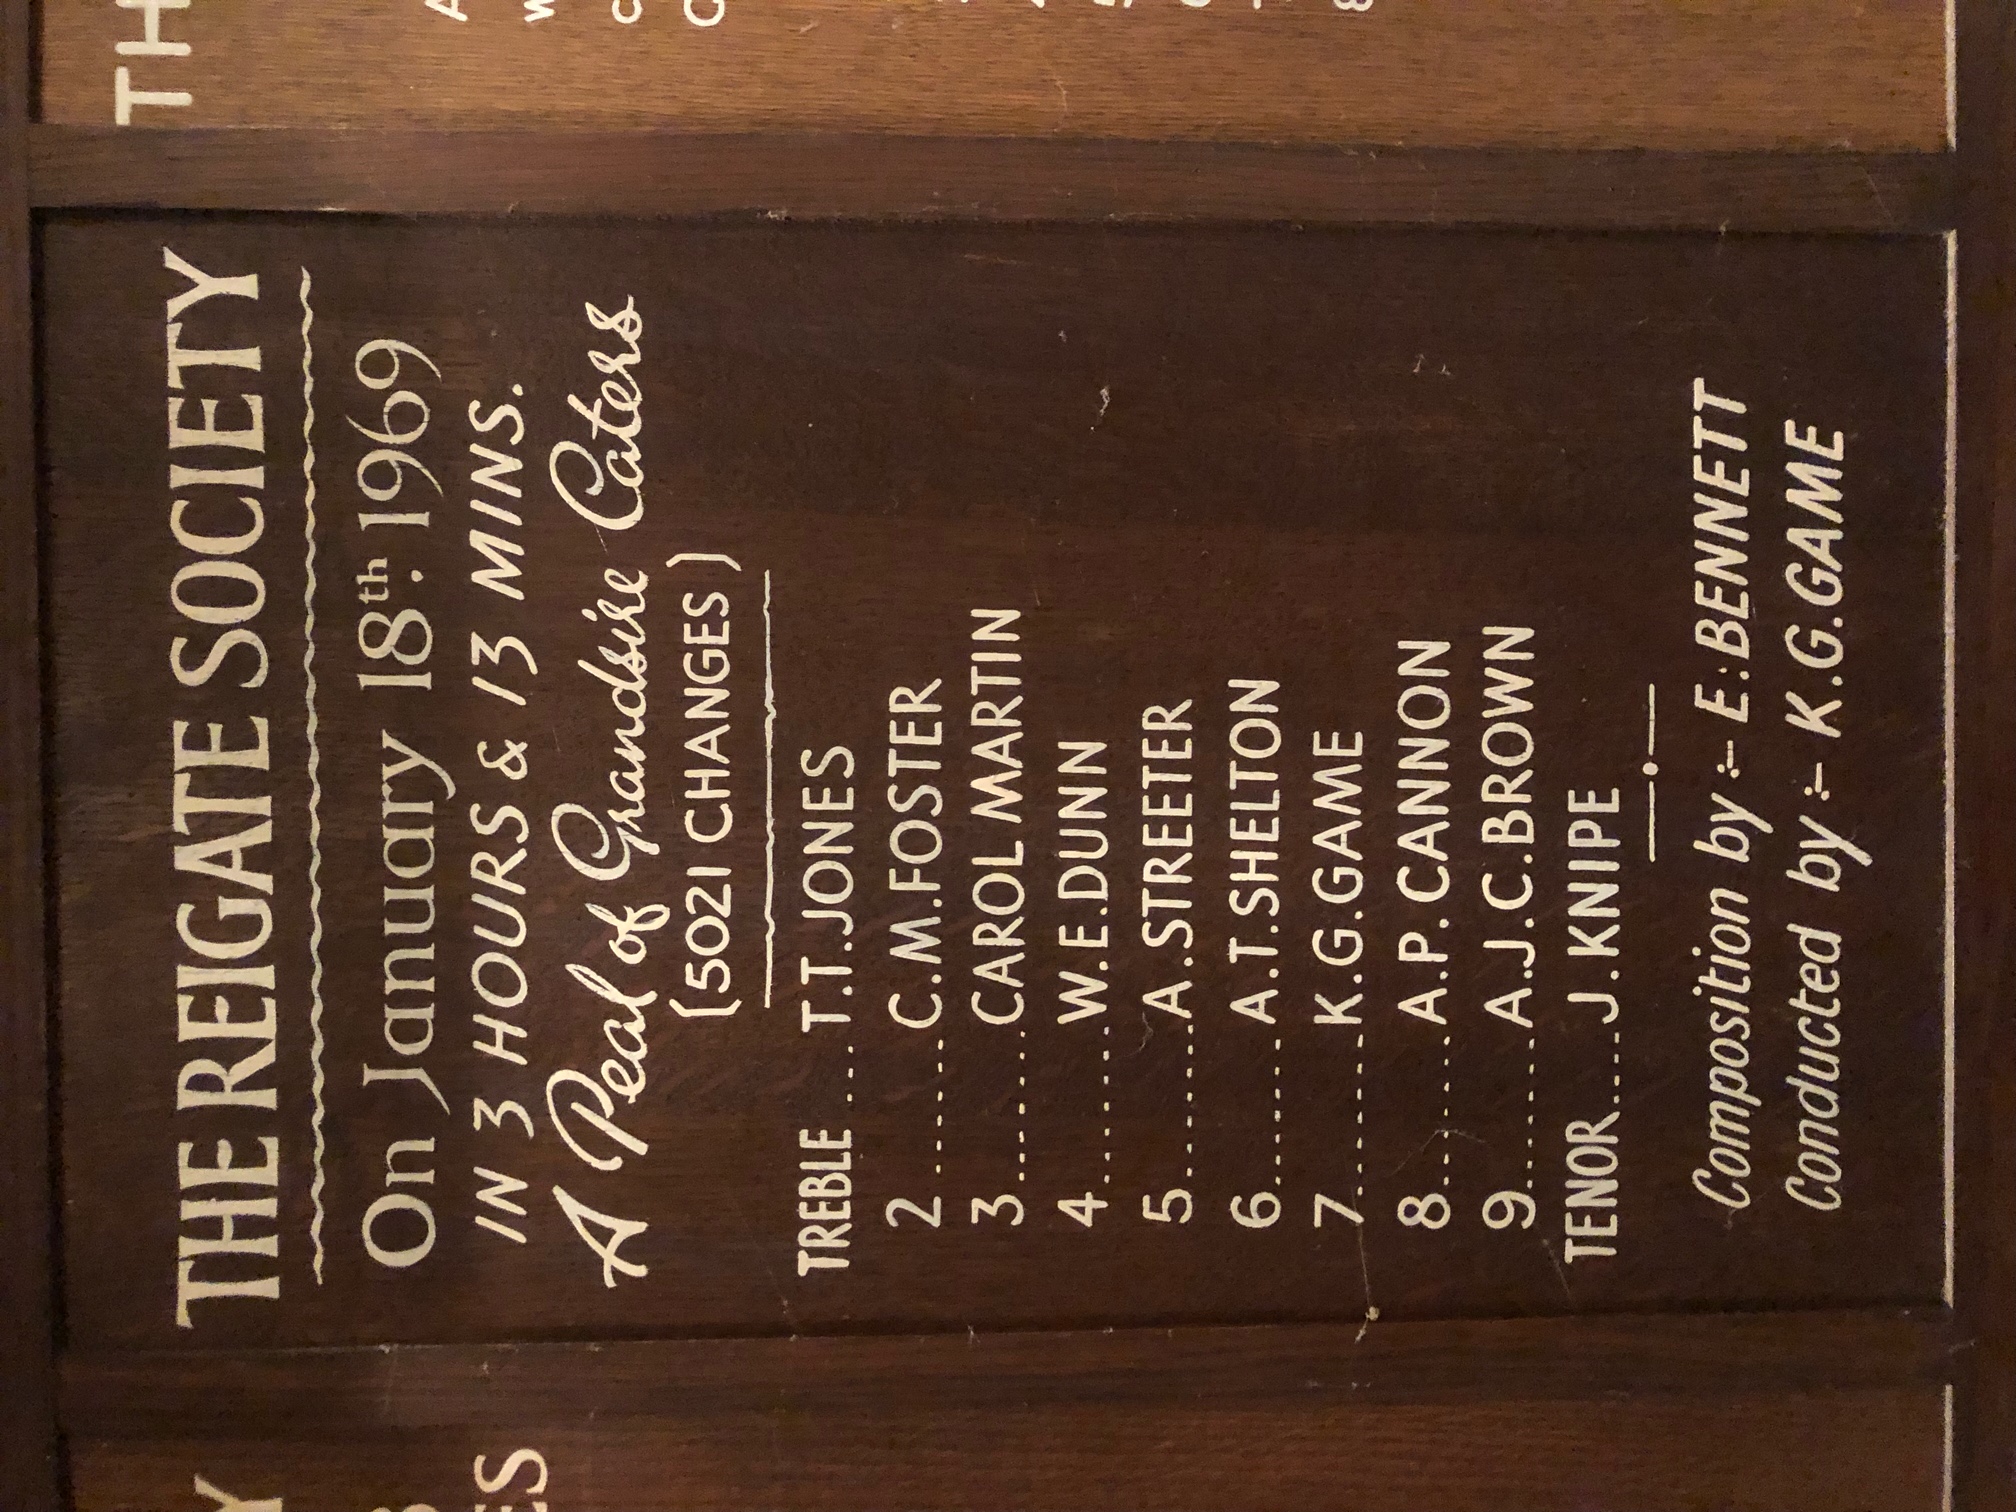 THE REIGATE SOCIETY
On January 18th. 1969
IN 3 HOURS & 13 MINS.
A Peal of Grandsire Caters
(5021 CHANGES)
TREBLE .... T.T.JONES
2 ....... C.M.FOSTER
3 ....... CAROL MARTIN
4 ....... W.E.DUNN
5 ....... A.STREETER
6 ....... A.T.SHELTON
7 ....... K.G.GAME
8 ....... A.P.CANNON
9 ....... A.J.C.BROWN
TENOR .... J.KNIPE
Composition by :- E:BENNETT
Conducted by :- K.G.GAME